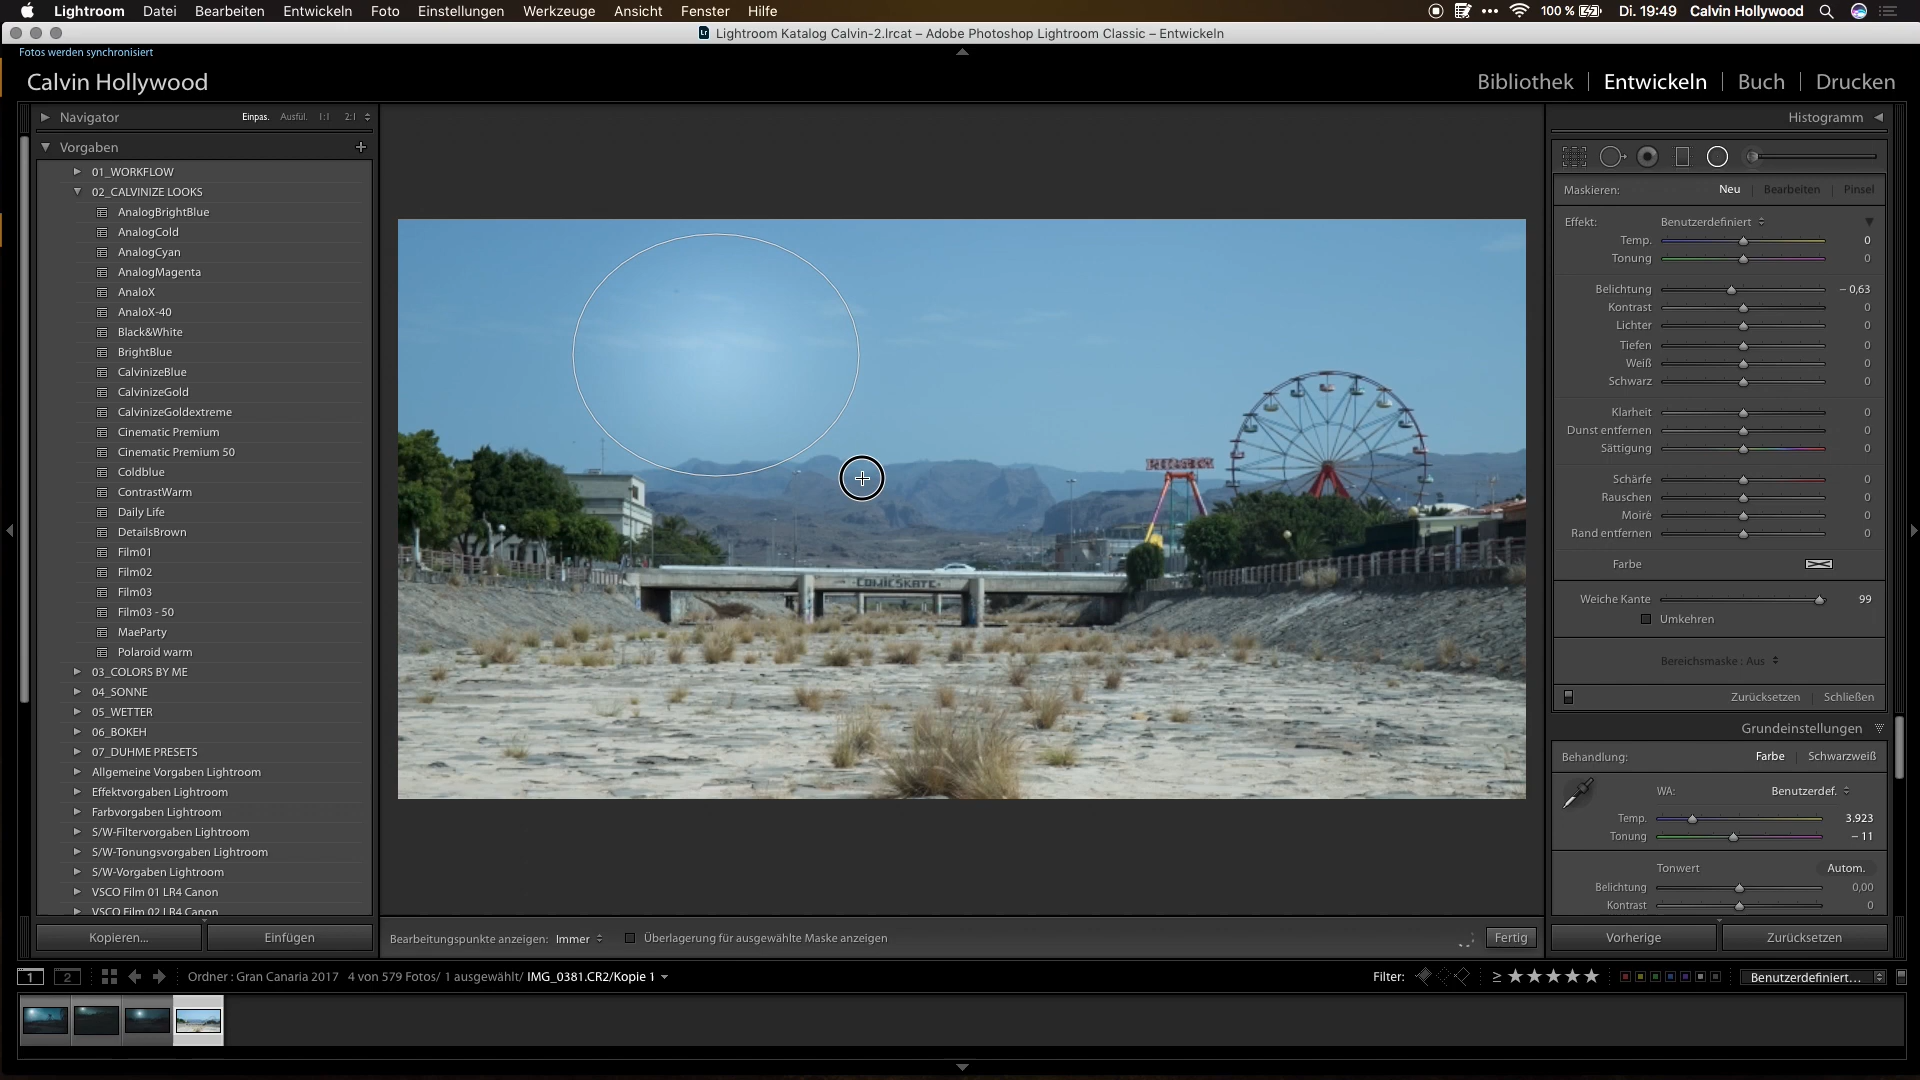 Lightroom Datei Bearbeiten Entwickeln Foto Einstellungen Werkzeuge Ansicht Fenster Hilfe 100 % Di. 19:49 Calvin Hollywood
Lightroom Katalog Calvin-2.lrcat – Adobe Photoshop Lightroom Classic – Entwickeln
Fotos werden synchronisiert
Calvin Hollywood
Bibliothek | Entwickeln | Buch | Drucken
Navigator Einpas. Ausfül. 1:1 2:1
Histogramm
Vorgaben
01_WORKFLOW
02_CALVINIZE LOOKS
AnalogBrightBlue
AnalogCold
AnalogCyan
AnalogMagenta
AnaloX
AnaloX-40
Black&White
BrightBlue
CalvinizeBlue
CalvinizeGold
CalvinizeGoldextreme
Cinematic Premium
Cinematic Premium 50
Coldblue
ContrastWarm
Daily Life
DetailsBrown
Film01
Film02
Film03
Film03 - 50
MaeParty
Polaroid warm
03_COLORS BY ME
04_SONNE
05_WETTER
06_BOKEH
07_DUHME PRESETS
Allgemeine Vorgaben Lightroom
Effektvorgaben Lightroom
Farbvorgaben Lightroom
S/W-Filtervorgaben Lightroom
S/W-Tonungsvorgaben Lightroom
S/W-Vorgaben Lightroom
VSCO Film 01 LR4 Canon
VSCO Film 02 LR4 Canon
Kopieren... Einfügen
COMICSKATE
Maskieren: Neu | Bearbeiten | Pinsel
Effekt: Benutzerdefiniert
Temp. 0
Tonung 0
Belichtung – 0,63
Kontrast 0
Lichter 0
Tiefen 0
Weiß 0
Schwarz 0
Klarheit 0
Dunst entfernen 0
Sättigung 0
Schärfe 0
Rauschen 0
Moiré 0
Rand entfernen 0
Farbe
Weiche Kante 99
Umkehren
Bereichsmaske : Aus
Zurücksetzen | Schließen
Grundeinstellungen
Behandlung: Farbe | Schwarzweiß
WA: Benutzerdef.
Temp. 3.923
Tonung – 11
Tonwert Autom.
Belichtung 0,00
Kontrast 0
Vorherige Zurücksetzen
Bearbeitungspunkte anzeigen: Immer Überlagerung für ausgewählte Maske anzeigen Fertig
1 2 Ordner : Gran Canaria 2017 4 von 579 Fotos/ 1 ausgewählt/ IMG_0381.CR2/Kopie 1 Filter: ≥ ★★★★★ Benutzerdefiniert...